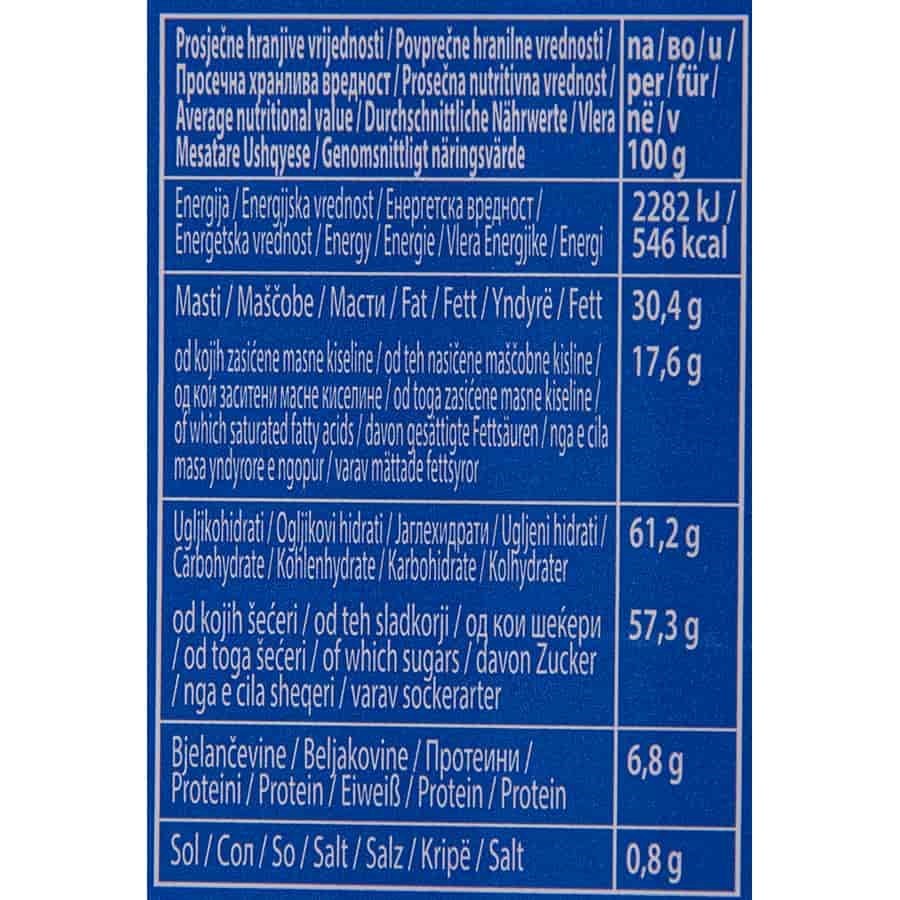 Prosječne hranjive vrijednosti / Povprečne hranilne vrednosti /
Просечна хранлива вредност / Prosečna nutritivna vrednost /
Average nutritional value / Durchschnittliche Nährwerte / Vlera
Mesatare Ushqyese / Genomsnittligt näringsvärde
na / во / u /
per / für /
në / v
100 g
Energija / Energijska vrednost / Енергетска вредност /
Energetska vrednost / Energy / Energie / Vlera Energjike / Energi
2282 kJ /
546 kcal
Masti / Maščobe / Масти / Fat / Fett / Yndyrë / Fett
30,4 g
od kojih zasićene masne kiseline / od teh nasičene maščobne kisline /
од кои заситени масне киселине / od toga zasićene masne kiseline /
of which saturated fatty acids / davon gesättigte Fettsäuren / nga e cila
masa yndyrore e ngopur / varav mättade fettsyror
17,6 g
Ugljikohidrati / Ogljikovi hidrati / Јаглехидрати / Ugljeni hidrati /
Carbohydrate / Kohlenhydrate / Karbohidrate / Kolhydrater
61,2 g
od kojih šećeri / od teh sladkorji / од кои шеќери
/ od toga šećeri / of which sugars / davon Zucker
/ nga e cila sheqeri / varav sockerarter
57,3 g
Bjelančevine / Beljakovine / Протеини /
Proteini / Protein / Eiweiß / Protein / Protein
6,8 g
Sol / Сол / So / Salt / Salz / Kripë / Salt
0,8 g